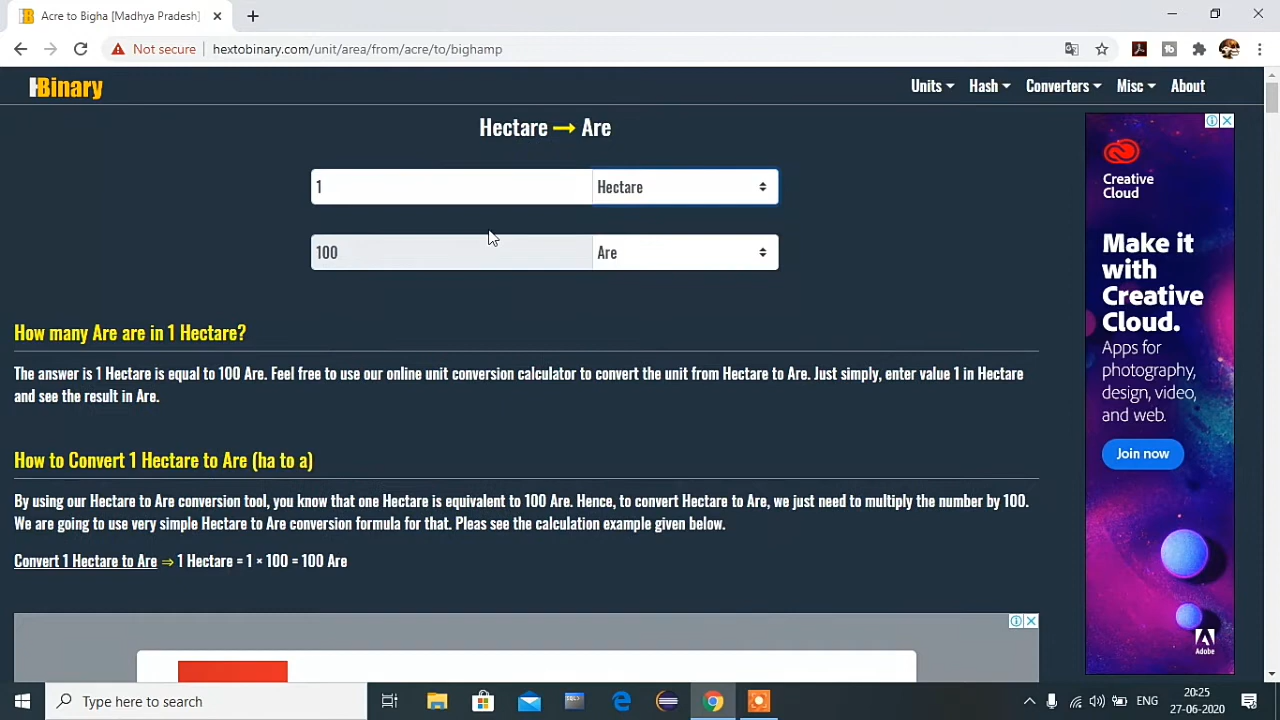 Acre to Bigha [Madhya Pradesh]
Not secure
hextobinary.com/unit/area/from/acre/to/bighamp
Binary
Units
Hash
Converters
Misc
About
Hectare → Are
1
Hectare
100
Are
How many Are are in 1 Hectare?
The answer is 1 Hectare is equal to 100 Are. Feel free to use our online unit conversion calculator to convert the unit from Hectare to Are. Just simply, enter value 1 in Hectare
and see the result in Are.
How to Convert 1 Hectare to Are (ha to a)
By using our Hectare to Are conversion tool, you know that one Hectare is equivalent to 100 Are. Hence, to convert Hectare to Are, we just need to multiply the number by 100.
We are going to use very simple Hectare to Are conversion formula for that. Pleas see the calculation example given below.
Convert 1 Hectare to Are ⇒ 1 Hectare = 1 × 100 = 100 Are
Creative
Cloud
Make it
with
Creative
Cloud.
Apps for
photography,
design, video,
and web.
Join now
Adobe
Type here to search
ENG
20:25
27-06-2020